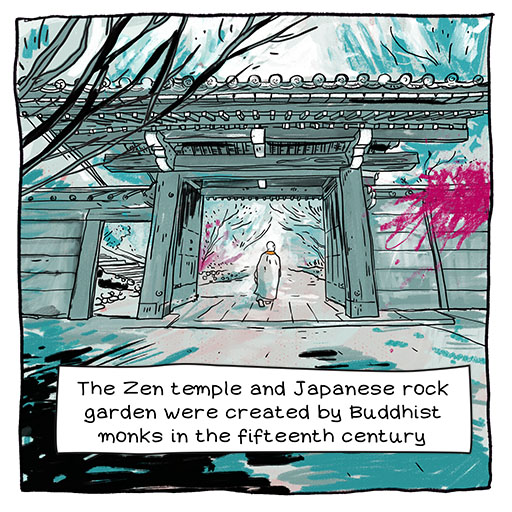 The Zen temple and Japanese rock
garden were created by Buddhist
monks in the fifteenth century